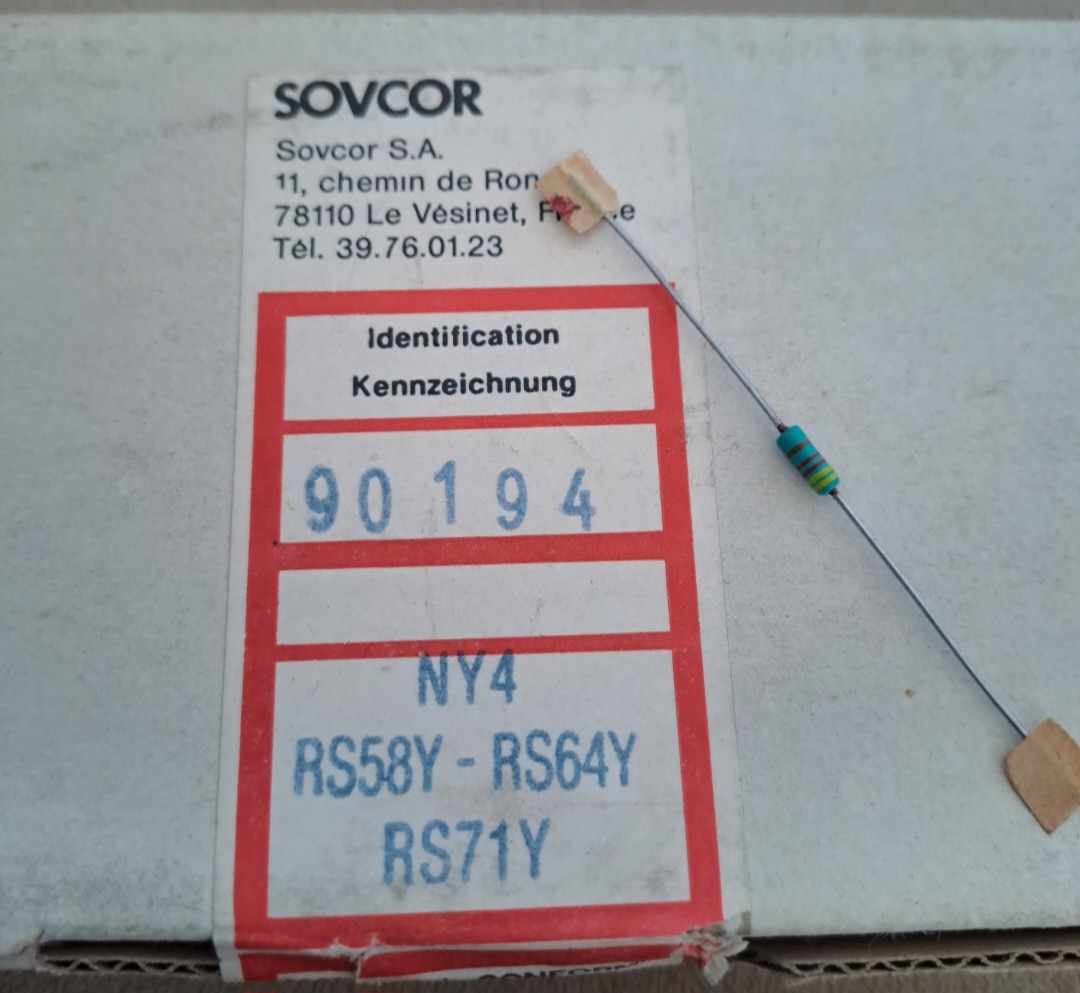 SOVCOR
Sovcor S.A.
11, chemin de Ron
78110 Le Vésinet, F e
Tél. 39.76.01.23
Identification
Kennzeichnung
90194
NY4
RS58Y - RS64Y
RS71Y